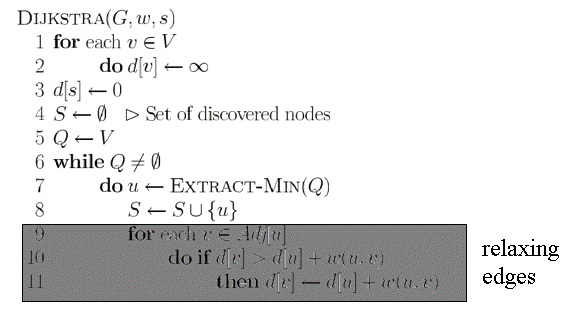 DIJKSTRA(G, w, s)
1 for each v ∈ V
2 do d[v] ← ∞
3 d[s] ← 0
4 S ← ∅ ▷ Set of discovered nodes
5 Q ← V
6 while Q ≠ ∅
7 do u ← EXTRACT-MIN(Q)
8 S ← S ∪ {u}
9 for each v ∈ Adj[u]
10 do if d[v] > d[u] + w(u, v)
11 then d[v] ← d[u] + w(u, v)
relaxing
edges